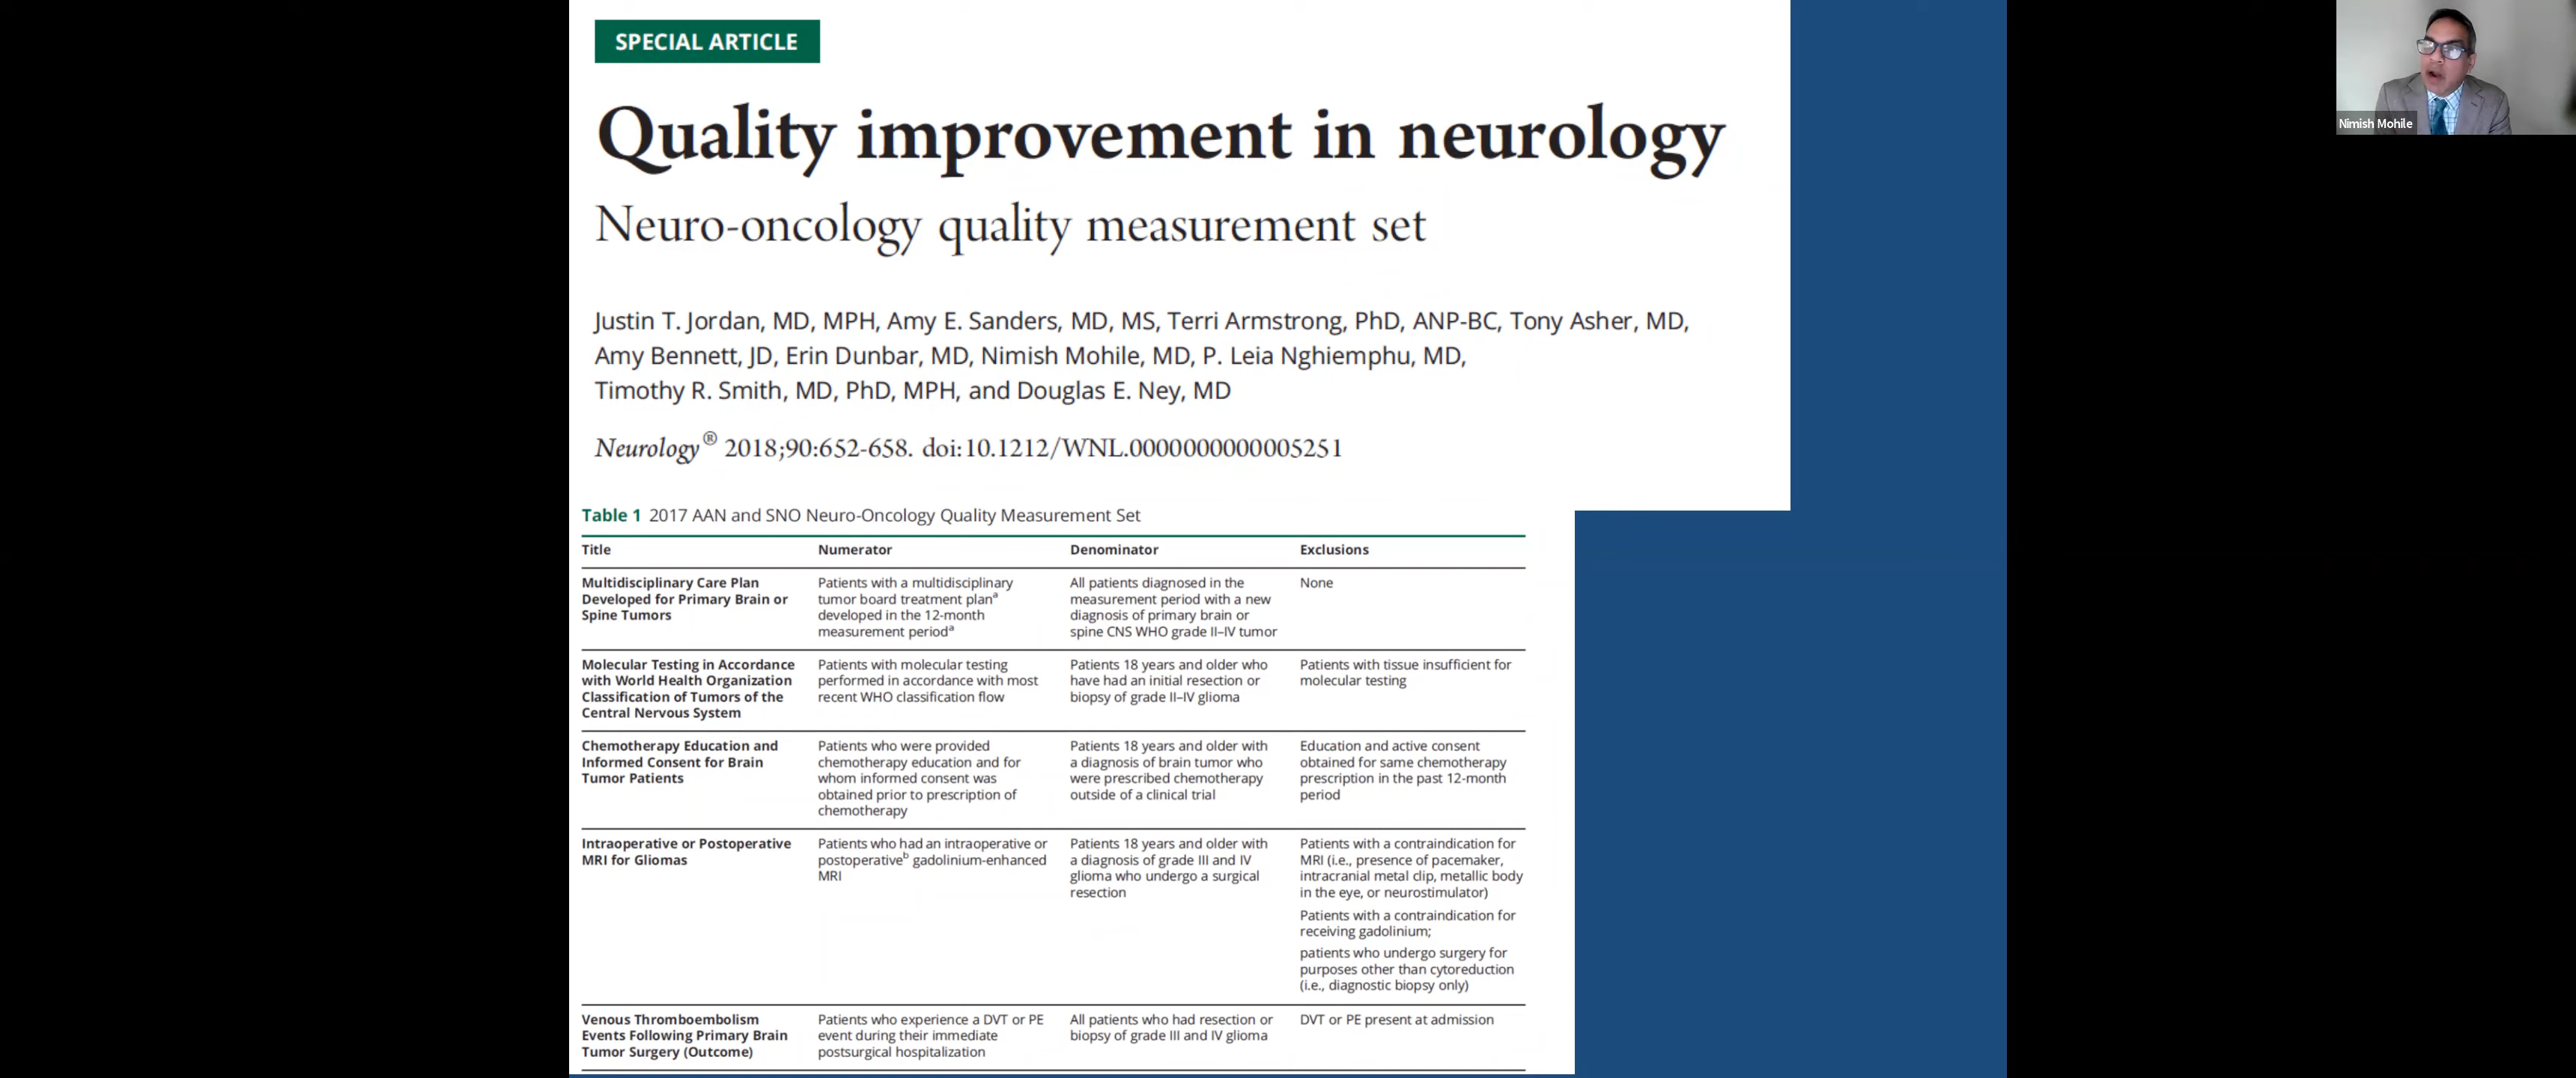 SPECIAL ARTICLE
Quality improvement in neurology
Neuro-oncology quality measurement set
Justin T. Jordan, MD, MPH, Amy E. Sanders, MD, MS, Terri Armstrong, PhD, ANP-BC, Tony Asher, MD,
Amy Bennett, JD, Erin Dunbar, MD, Nimish Mohile, MD, P. Leia Nghiemphu, MD,
Timothy R. Smith, MD, PhD, MPH, and Douglas E. Ney, MD
Neurology® 2018;90:652-658. doi:10.1212/WNL.0000000000005251
Table 1 2017 AAN and SNO Neuro-Oncology Quality Measurement Set
Title Numerator Denominator Exclusions
Multidisciplinary Care Plan
Developed for Primary Brain or
Spine Tumors
Patients with a multidisciplinary
tumor board treatment planᵃ
developed in the 12-month
measurement periodᵃ
All patients diagnosed in the
measurement period with a new
diagnosis of primary brain or
spine CNS WHO grade II–IV tumor
None
Molecular Testing in Accordance
with World Health Organization
Classification of Tumors of the
Central Nervous System
Patients with molecular testing
performed in accordance with most
recent WHO classification flow
Patients 18 years and older who
have had an initial resection or
biopsy of grade II–IV glioma
Patients with tissue insufficient for
molecular testing
Chemotherapy Education and
Informed Consent for Brain
Tumor Patients
Patients who were provided
chemotherapy education and for
whom informed consent was
obtained prior to prescription of
chemotherapy
Patients 18 years and older with
a diagnosis of brain tumor who
were prescribed chemotherapy
outside of a clinical trial
Education and active consent
obtained for same chemotherapy
prescription in the past 12-month
period
Intraoperative or Postoperative
MRI for Gliomas
Patients who had an intraoperative or
postoperativeᵇ gadolinium-enhanced
MRI
Patients 18 years and older with
a diagnosis of grade III and IV
glioma who undergo a surgical
resection
Patients with a contraindication for
MRI (i.e., presence of pacemaker,
intracranial metal clip, metallic body
in the eye, or neurostimulator)
Patients with a contraindication for
receiving gadolinium;
patients who undergo surgery for
purposes other than cytoreduction
(i.e., diagnostic biopsy only)
Venous Thromboembolism
Events Following Primary Brain
Tumor Surgery (Outcome)
Patients who experience a DVT or PE
event during their immediate
postsurgical hospitalization
All patients who had resection or
biopsy of grade III and IV glioma
DVT or PE present at admission
Nimish Mohile